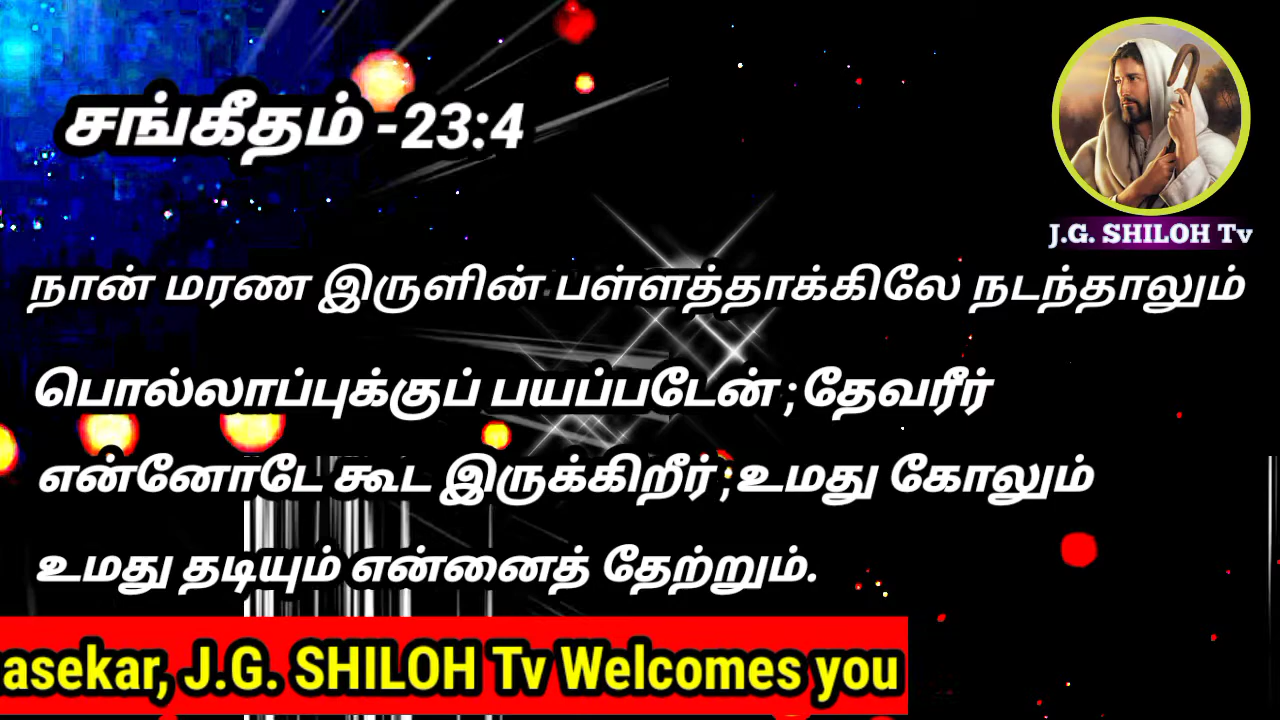 சங்கீதம் -23:4
J.G. SHILOH Tv
நான் மரண இருளின் பள்ளத்தாக்கிலே நடந்தாலும்
பொல்லாப்புக்குப் பயப்படேன் ; தேவரீர்
என்னோடே கூட இருக்கிறீர் ; உமது கோலும்
உமது தடியும் என்னைத் தேற்றும்.
asekar, J.G. SHILOH Tv Welcomes you